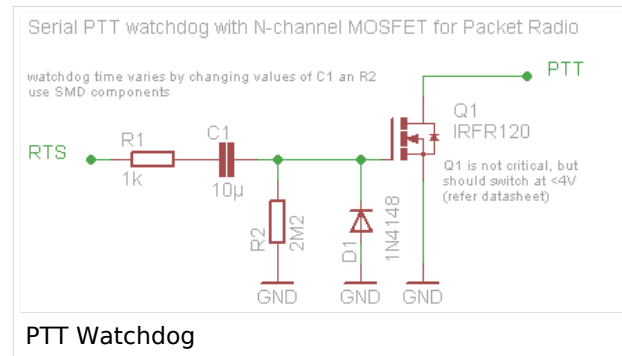 Serial PTT watchdog with N-channel MOSFET for Packet Radio
watchdog time varies by changing values of C1 an R2
use SMD components
PTT
Q1
IRFR120
RTS
R1
1k
C1
10µ
Q1 is not critical, but
should switch at <4V
(refer datasheet)
R2
2M2
D1
1N4148
GND
GND
GND
PTT Watchdog